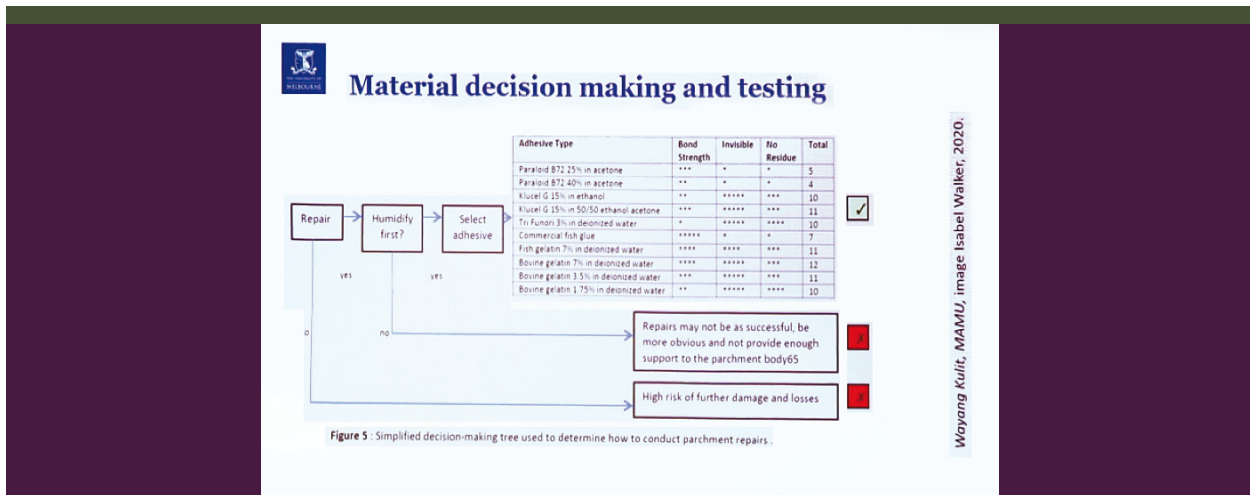 THE UNIVERSITY OF
MELBOURNE
Material decision making and testing
Adhesive Type Bond Strength Invisible No Residue Total
Paraloid B72 25% in acetone *** * * 5
Paraloid B72 40% in acetone ** * * 4
Klucel G 15% in ethanol ** ***** *** 10
Klucel G 15% in 50/50 ethanol acetone *** ***** *** 11
Tri Funori 3% in deionized water * ***** **** 10
Commercial fish glue ***** * * 7
Fish gelatin 7% in deionized water **** **** *** 11
Bovine gelatin 7% in deionized water **** ***** *** 12
Bovine gelatin 3.5% in deionized water *** ***** *** 11
Bovine gelatin 1.75% in deionized water ** ***** **** 10
Repair
Humidify
first?
Select
adhesive
yes
yes
no
o
Repairs may not be as successful, be
more obvious and not provide enough
support to the parchment body65
High risk of further damage and losses
Figure 5 : Simplified decision-making tree used to determine how to conduct parchment repairs .
Wayang Kulit, MAMU, image Isabel Walker, 2020.